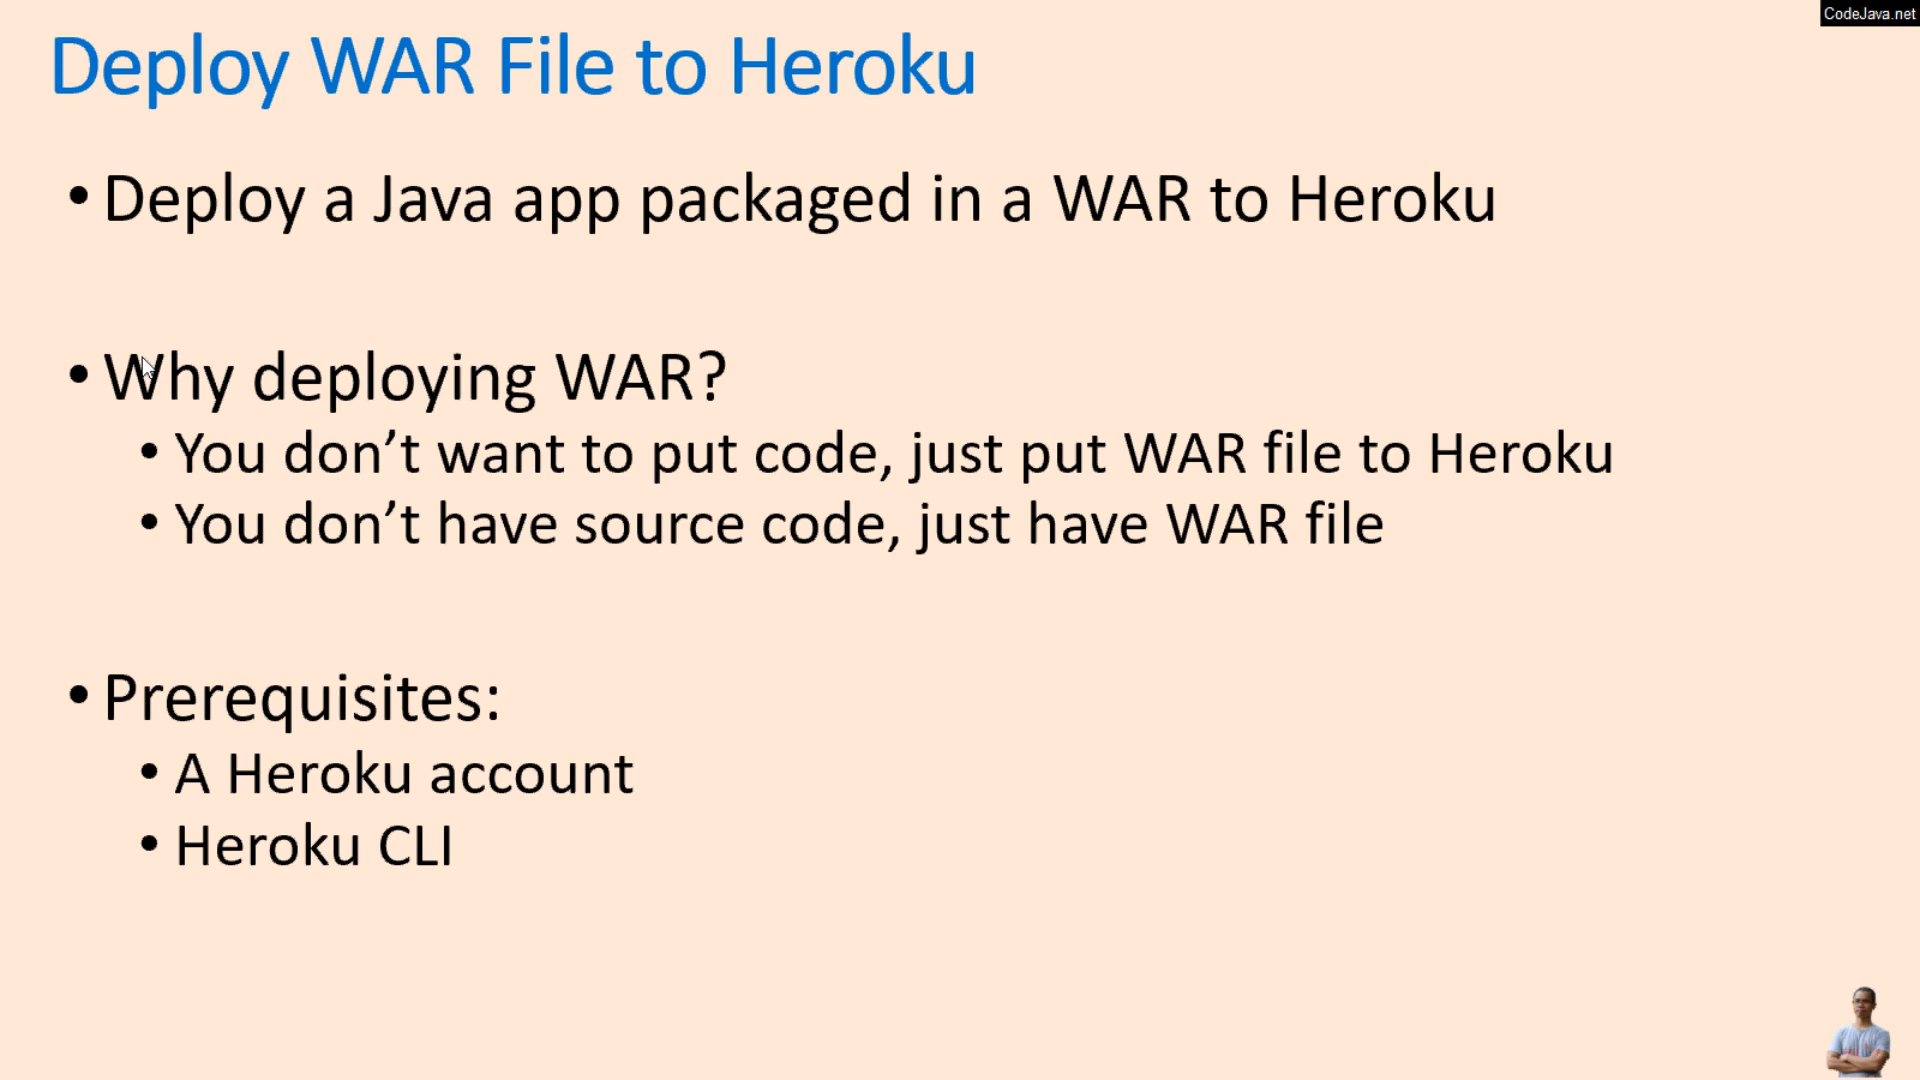 CodeJava.net
Deploy WAR File to Heroku
• Deploy a Java app packaged in a WAR to Heroku
• Why deploying WAR?
• You don’t want to put code, just put WAR file to Heroku
• You don’t have source code, just have WAR file
• Prerequisites:
• A Heroku account
• Heroku CLI